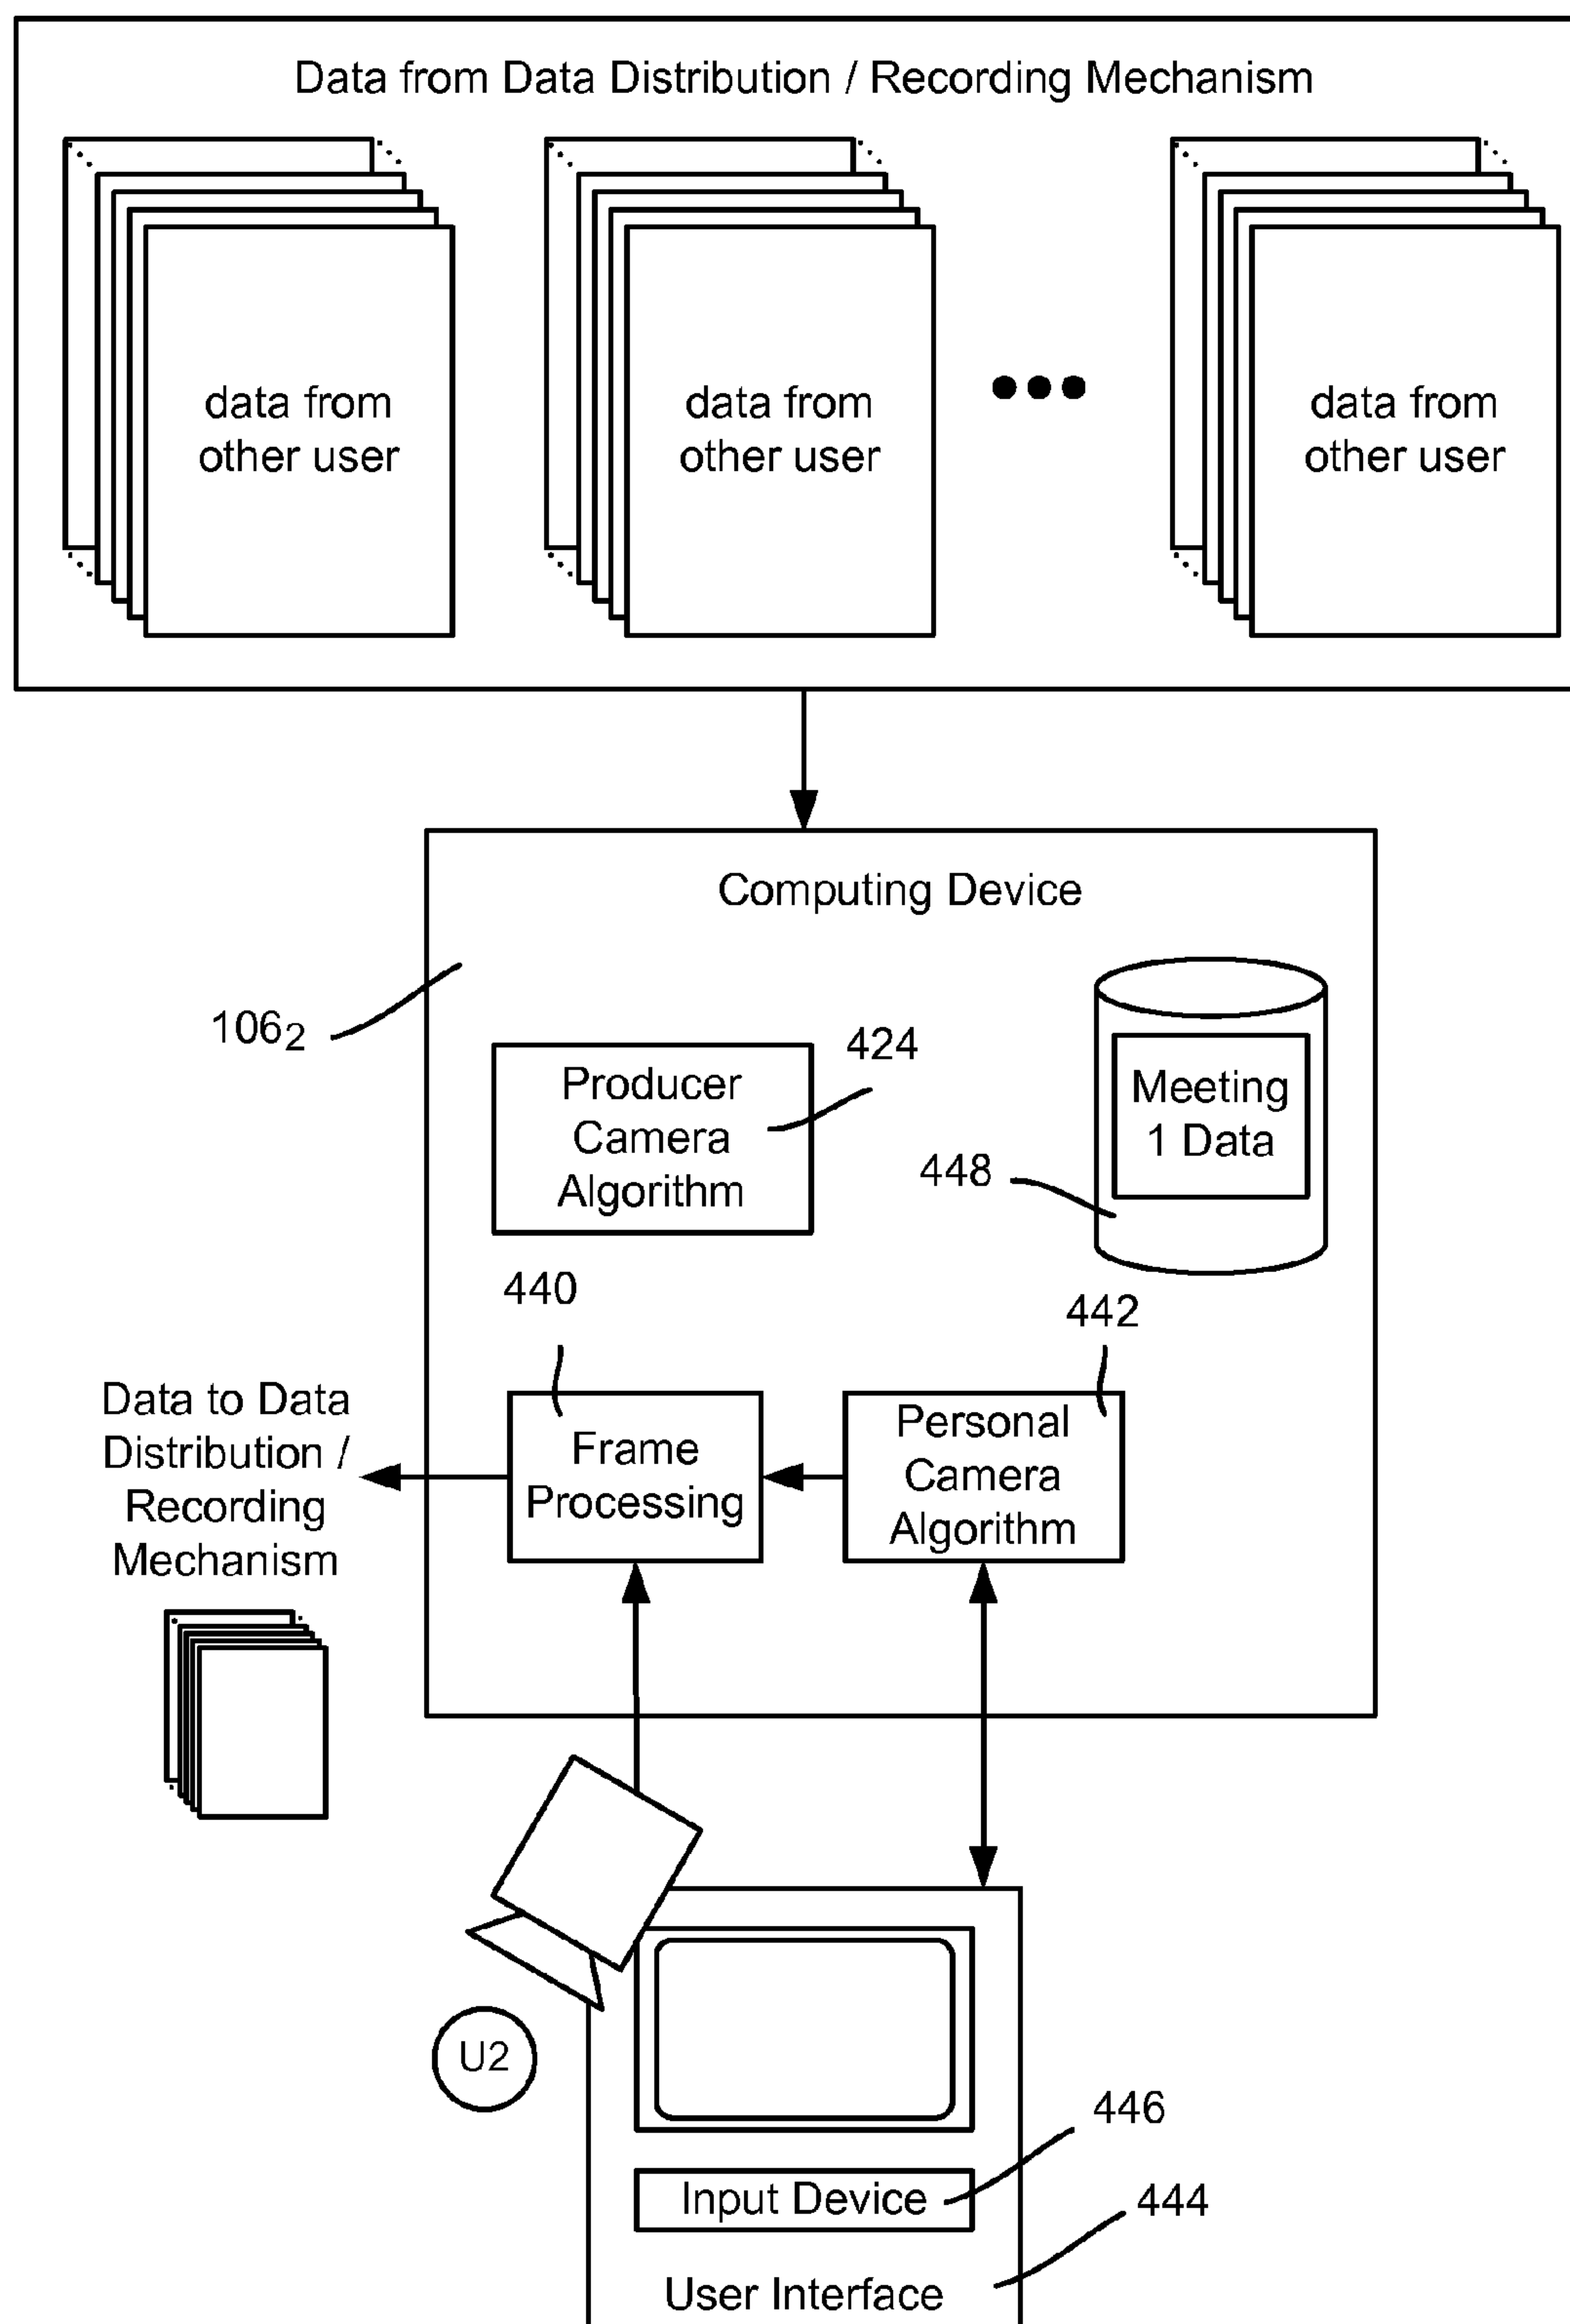 Data from Data Distribution / Recording Mechanism
data from
other user
data from
other user
data from
other user
Computing Device
106₂
424
Producer
Camera
Algorithm
Meeting
1 Data
448
440
442
Data to Data
Distribution /
Recording
Mechanism
Frame
Processing
Personal
Camera
Algorithm
U2
446
Input Device
444
User Interface